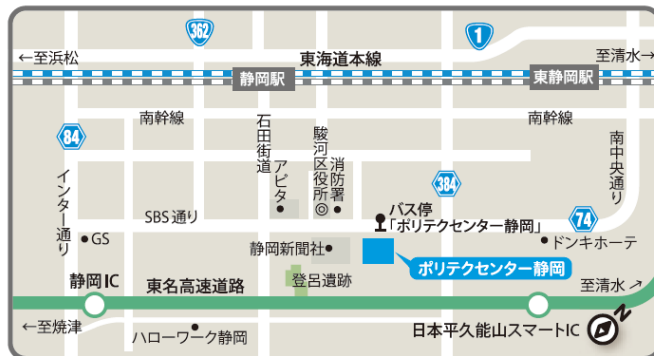 362
1
←至浜松
東海道本線
至清水→
静岡駅
東静岡駅
南幹線
南幹線
84
石田街道
アピタ
駿河区役所
消防署
384
南中央通り
インター通り
SBS通り
バス停
「ポリテクセンター静岡」
74
GS
静岡新聞社
ドンキホーテ
ポリテクセンター静岡
静岡IC
東名高速道路
登呂遺跡
至清水↗
←至焼津
ハローワーク静岡
日本平久能山スマートIC
N